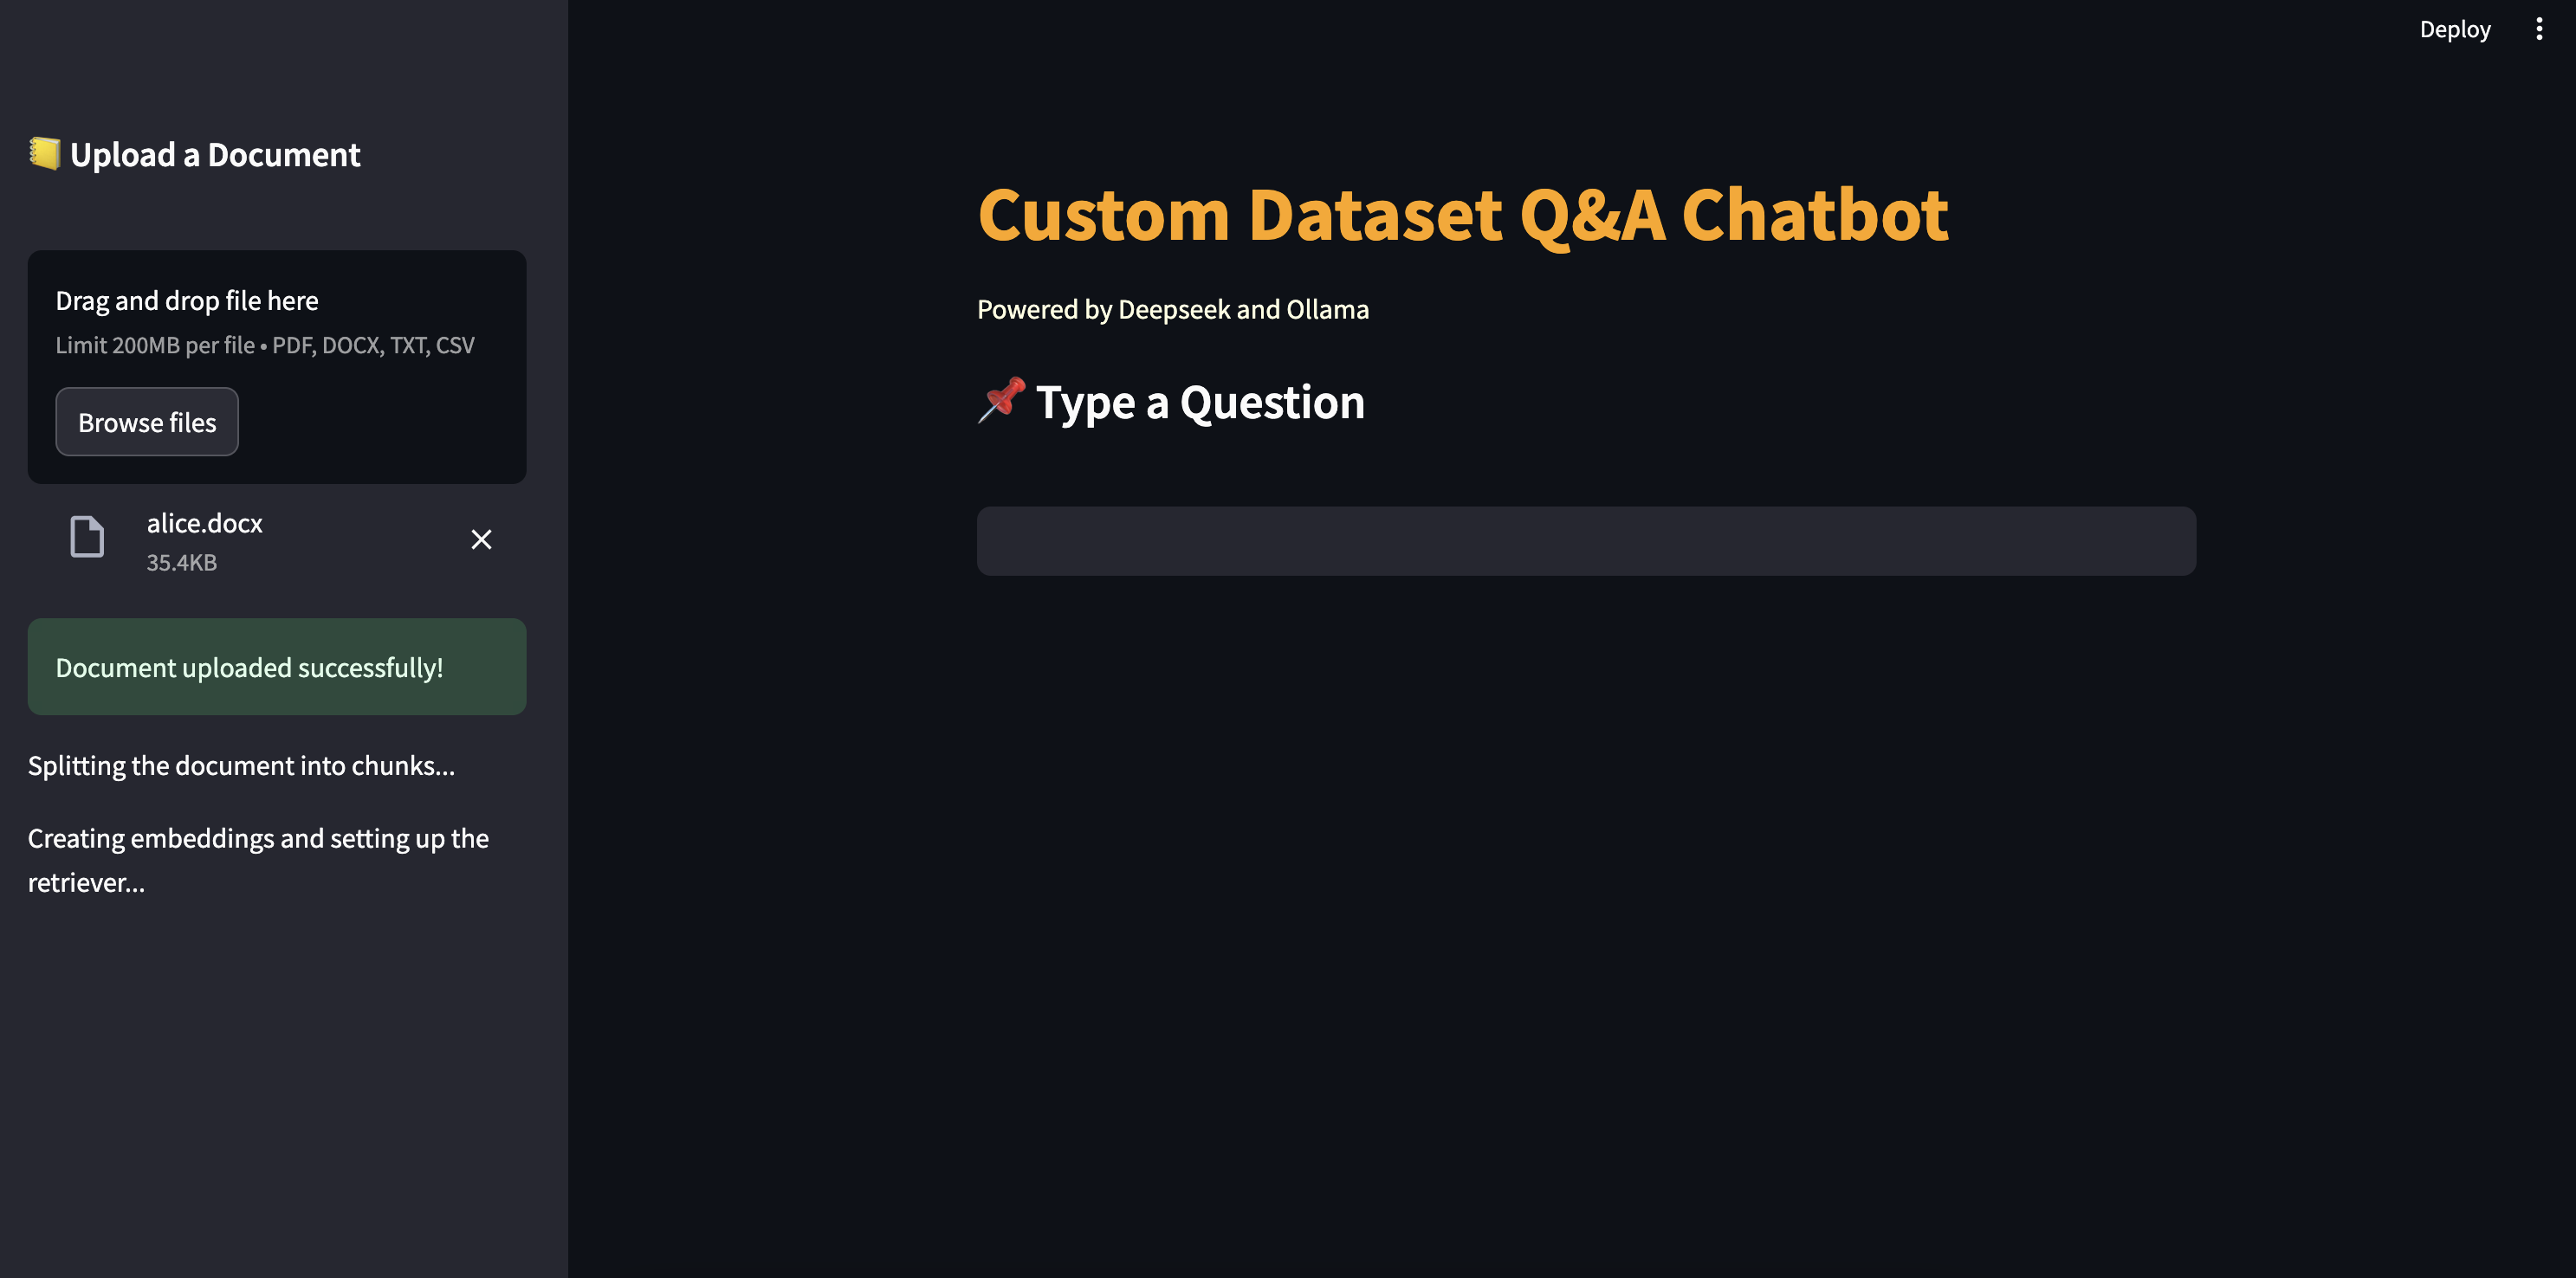 Deploy
Upload a Document
Drag and drop file here
Limit 200MB per file • PDF, DOCX, TXT, CSV
Browse files
alice.docx
35.4KB
Document uploaded successfully!
Splitting the document into chunks...
Creating embeddings and setting up the
retriever...
Custom Dataset Q&A Chatbot
Powered by Deepseek and Ollama
Type a Question